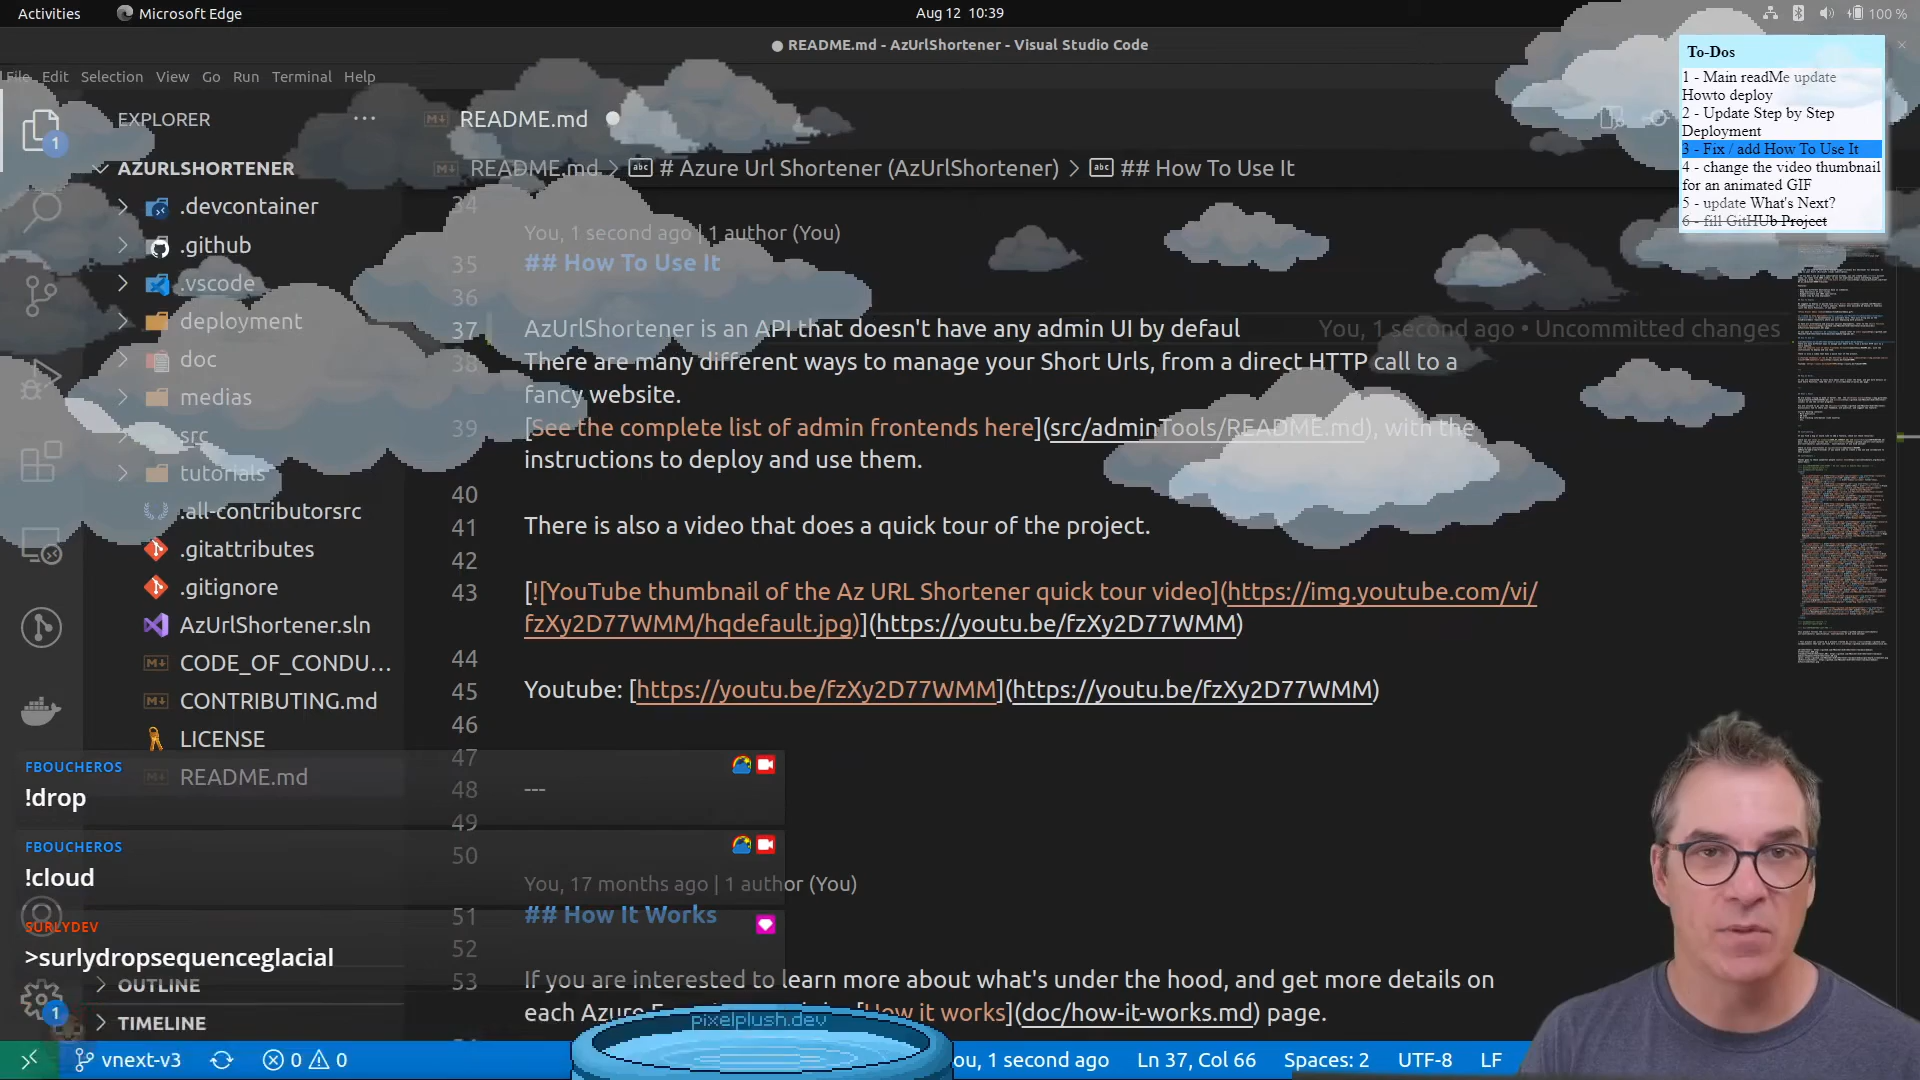 Activities
Microsoft Edge
Aug 12 10:39
100 %
README.md - AzUrlShortener - Visual Studio Code
File Edit Selection View Go Run Terminal Help
To-Dos
1 - Main readMe update
Howto deploy
2 - Update Step by Step
Deployment
3 - Fix / add How To Use It
4 - change the video thumbnail
for an animated GIF
5 - update What's Next?
6 - fill GitHUb Project
EXPLORER
AZURLSHORTENER
.devcontainer
.github
.vscode
deployment
doc
medias
src
tutorials
.all-contributorsrc
.gitattributes
.gitignore
AzUrlShortener.sln
CODE_OF_CONDU...
CONTRIBUTING.md
LICENSE
README.md
OUTLINE
TIMELINE
1
1
README.md
README.md > # Azure Url Shortener (AzUrlShortener) > ## How To Use It
34
You, 1 second ago | 1 author (You)
35 ## How To Use It
36
37 AzUrlShortener is an API that doesn't have any admin UI by defaul You, 1 second ago • Uncommitted changes
38 There are many different ways to manage your Short Urls, from a direct HTTP call to a
fancy website.
39 [See the complete list of admin frontends here](src/adminTools/README.md), with the
instructions to deploy and use them.
40
41 There is also a video that does a quick tour of the project.
42
43 [![YouTube thumbnail of the Az URL Shortener quick tour video](https://img.youtube.com/vi/
fzXy2D77WMM/hqdefault.jpg)](https://youtu.be/fzXy2D77WMM)
44
45 Youtube: [https://youtu.be/fzXy2D77WMM](https://youtu.be/fzXy2D77WMM)
46
47
48 ---
49
50
You, 17 months ago | 1 author (You)
51 ## How It Works
52
53 If you are interested to learn more about what's under the hood, and get more details on
each Azure [How it works](doc/how-it-works.md) page.
FBOUCHEROS
!drop
FBOUCHEROS
!cloud
SURLYDEV
>surlydropsequenceglacial
pixelplush.dev
vnext-v3
0 0
ou, 1 second ago
Ln 37, Col 66
Spaces: 2
UTF-8
LF